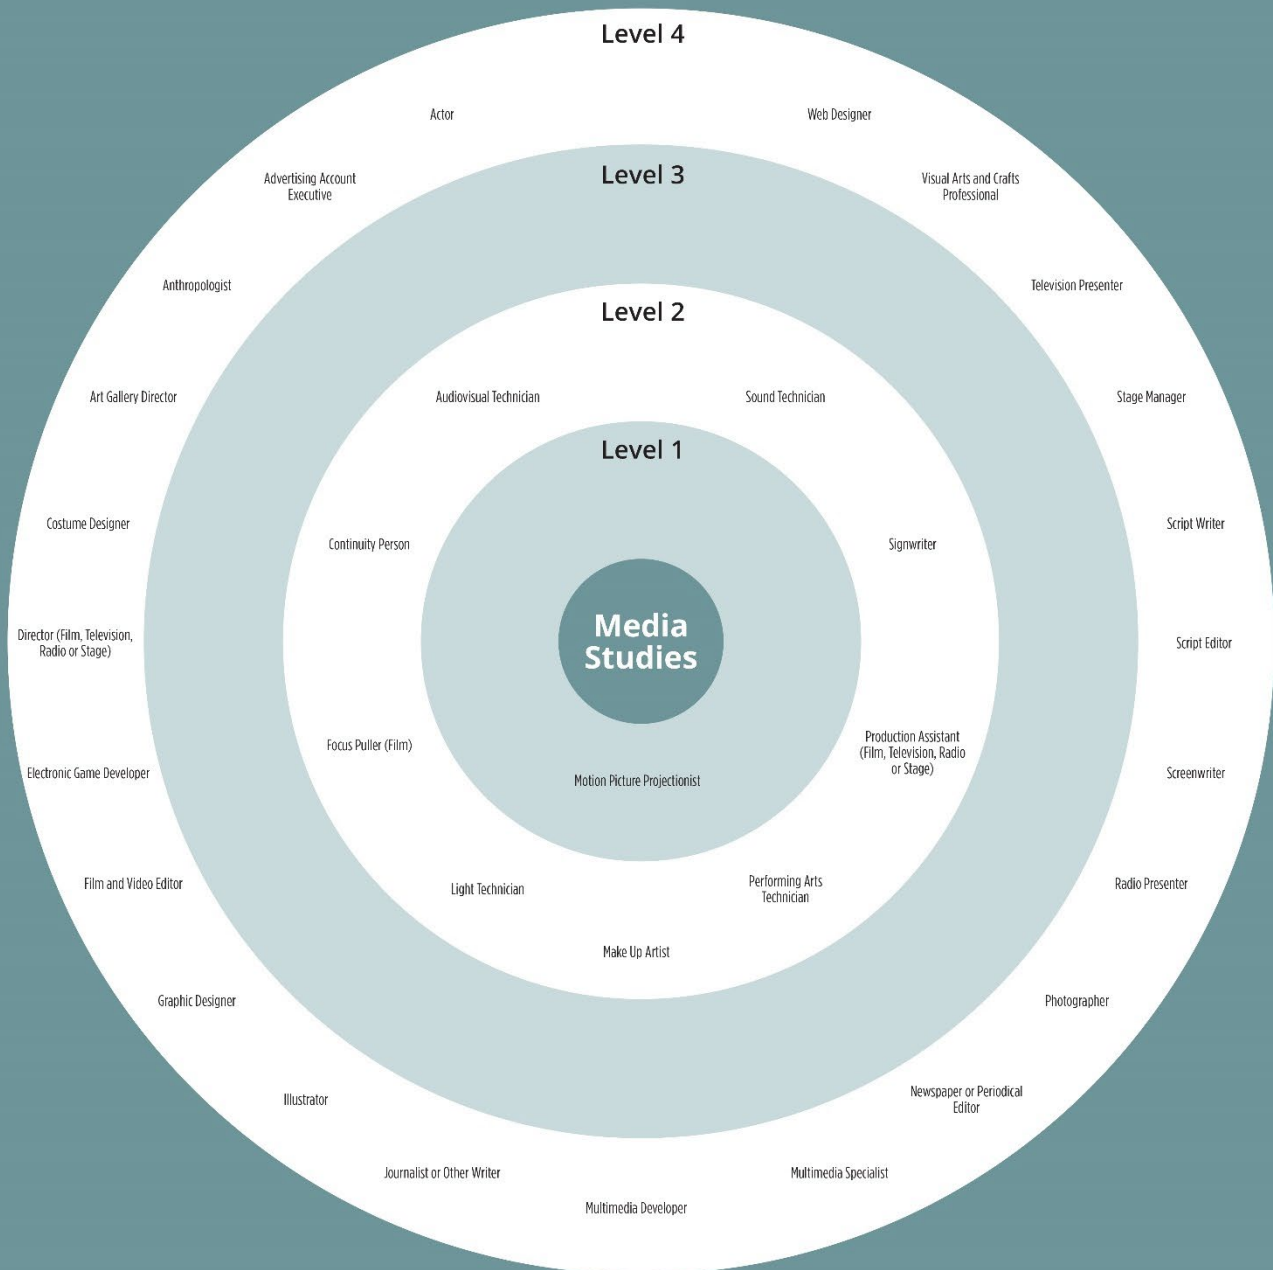 Level 4
Actor
Web Designer
Advertising Account
Executive
Visual Arts and Crafts
Professional
Anthropologist
Television Presenter
Art Gallery Director
Stage Manager
Costume Designer
Script Writer
Director (Film, Television,
Radio or Stage)
Script Editor
Electronic Game Developer
Screenwriter
Film and Video Editor
Radio Presenter
Graphic Designer
Photographer
Illustrator
Newspaper or Periodical
Editor
Journalist or Other Writer
Multimedia Specialist
Multimedia Developer
Level 3
Level 2
Audiovisual Technician
Sound Technician
Continuity Person
Signwriter
Focus Puller (Film)
Production Assistant
(Film, Television, Radio
or Stage)
Light Technician
Performing Arts
Technician
Make Up Artist
Level 1
Motion Picture Projectionist
Media
Studies